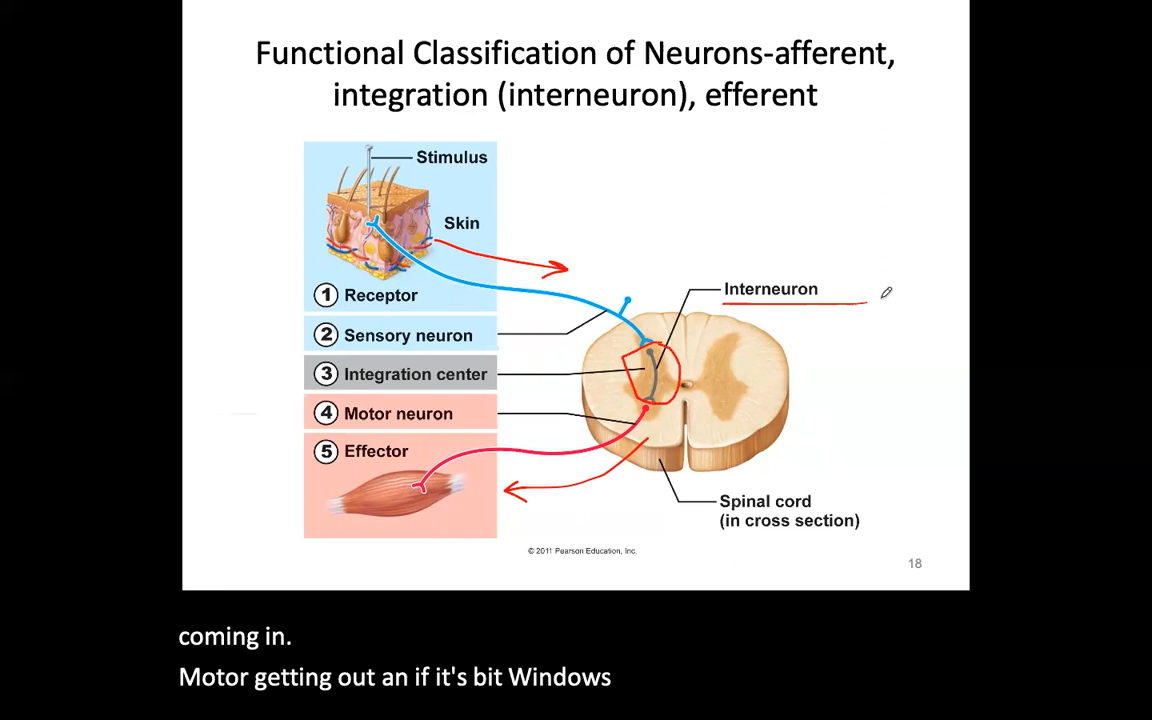 Functional Classification of Neurons-afferent,
integration (interneuron), efferent
Stimulus
Skin
1 Receptor
Interneuron
2 Sensory neuron
3 Integration center
4 Motor neuron
5 Effector
Spinal cord
(in cross section)
© 2011 Pearson Education, Inc.
18
coming in.
Motor getting out an if it's bit Windows